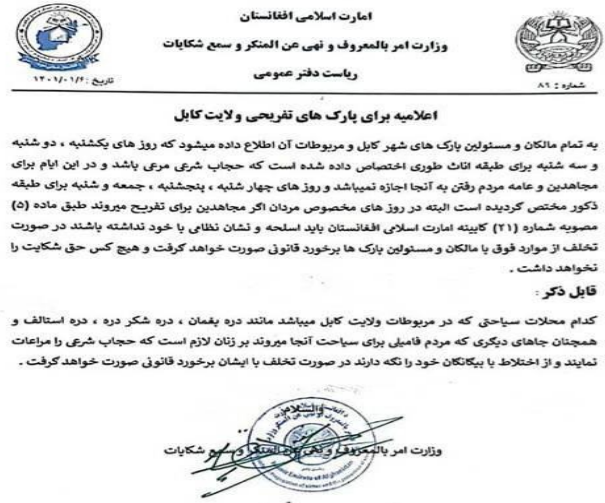 امارت اسلامی افغانستان
وزارت امر بالمعروف و نهی عن المنکر و سمع شکایات
ریاست دفتر عمومی
شماره : ۸۹
تاریخ : ۱۴۰۱/۰۱/۶
اعلامیه برای پارک های تفریحی ولایت کابل
به تمام مالکان و مسئولین پارک های شهر کابل و مربوطات آن اطلاع داده میشود که روز های یکشنبه ، دو شنبه
و سه شنبه برای طبقه اناث طوری اختصاص داده شده است که حجاب شرعی مرعی باشد و در این ایام برای
مجاهدین و عامه مردم رفتن به آنجا اجازه نمیباشد و روز های چهار شنبه ، پنجشنبه ، جمعه و شنبه برای طبقه
ذکور مختص گردیده است البته در روز های مخصوص مردان اگر مجاهدین برای تفریح میروند طبق ماده (۵)
مصوبه شماره (۲۱) کابینه امارت اسلامی افغانستان باید اسلحه و نشان نظامی با خود نداشته باشند در صورت
تخلف از موارد فوق با مالکان و مسئولین پارک ها برخورد قانونی صورت خواهد گرفت و هیچ کس حق شکایت را
نخواهد داشت .
قابل ذکر :
کدام محلات سیاحتی که در مربوطات ولایت کابل میباشد مانند دره پغمان ، دره شکر دره ، دره استالف و
همچنان جاهای دیگری که مردم فامیلی برای سیاحت آنجا میروند بر زنان لازم است که حجاب شرعی را مراعات
نمایند و از اختلاط با بیگانگان خود را نگه دارند در صورت تخلف با ایشان برخورد قانونی صورت خواهد گرفت .
والسلام
وزارت امر بالمعروف و نهی عن المنکر و سمع شکایات